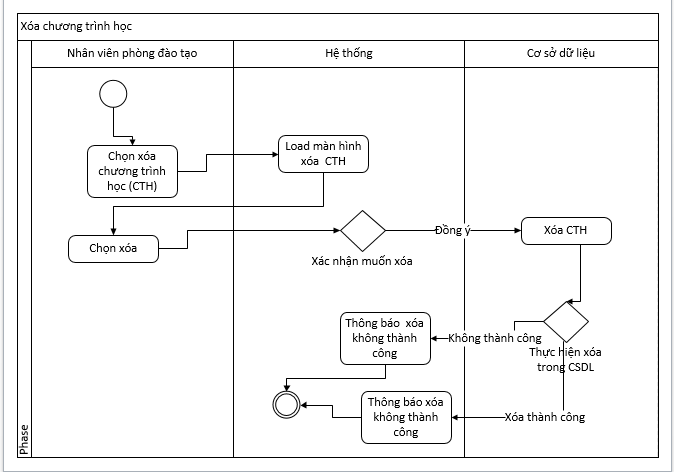 Xóa chương trình học
Nhân viên phòng đào tạo
Hệ thống
Cơ sở dữ liệu
Chọn xóa
chương trình
học (CTH)
Load màn hình
xóa CTH
Chọn xóa
Xác nhận muốn xóa
Đồng ý
Xóa CTH
Thông báo xóa
không thành
công
Không thành công
Thực hiện xóa
trong CSDL
Thông báo xóa
không thành
công
Xóa thành công
Phase